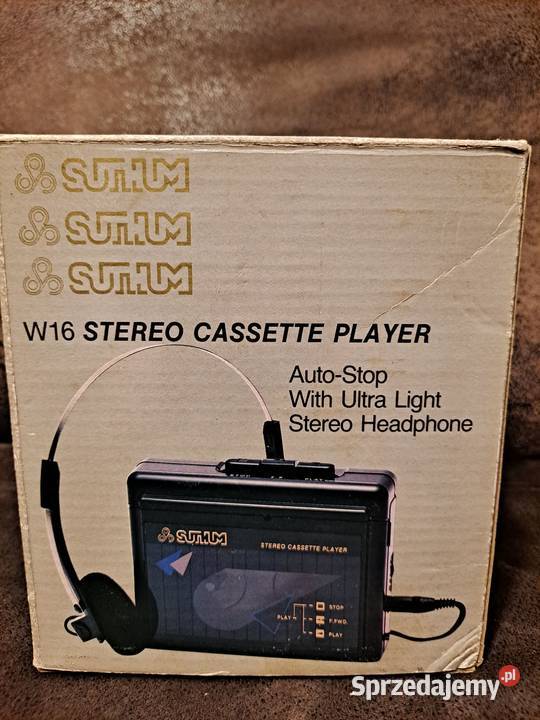 SUTHUM
SUTHUM
SUTHUM
W16 STEREO CASSETTE PLAYER
Auto-Stop
With Ultra Light
Stereo Headphone
PLAY
SUTHUM
STEREO CASSETTE PLAYER
STOP
PLAY F.FWD.
PLAY
Sprzedajemy.pl